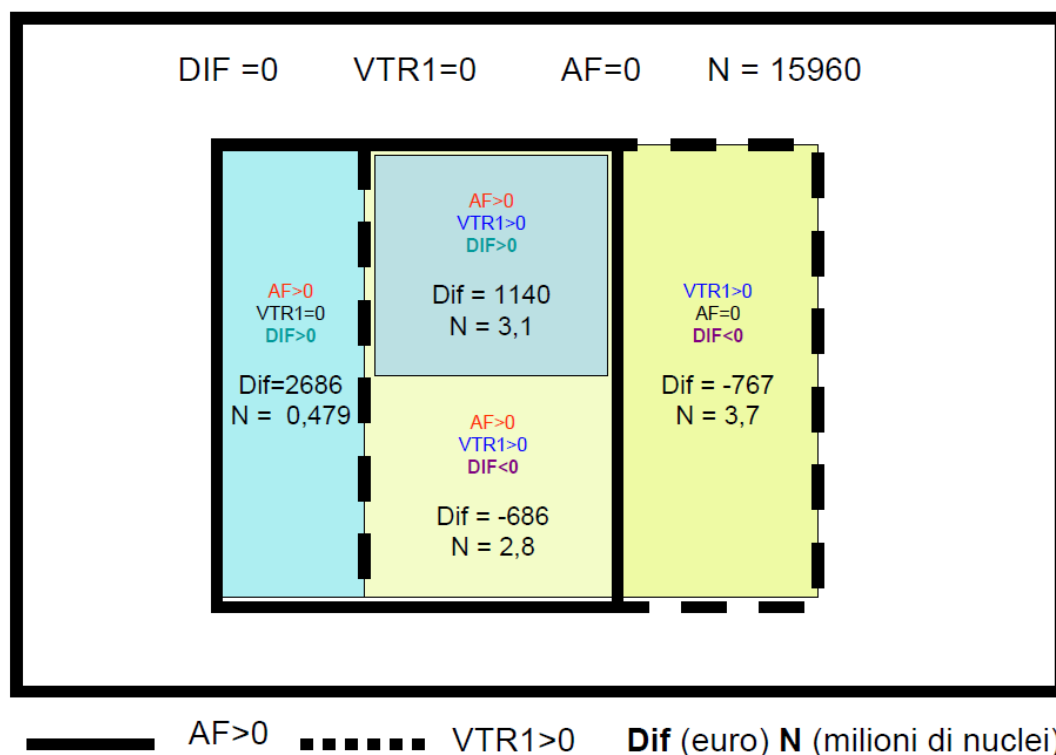 DIF =0 VTR1=0 AF=0 N = 15960
AF>0
VTR1=0
DIF>0
Dif=2686
N = 0,479
AF>0
VTR1>0
DIF>0
Dif = 1140
N = 3,1
AF>0
VTR1>0
DIF<0
Dif = -686
N = 2,8
VTR1>0
AF=0
DIF<0
Dif = -767
N = 3,7
AF>0 VTR1>0 Dif (euro) N (milioni di nuclei)